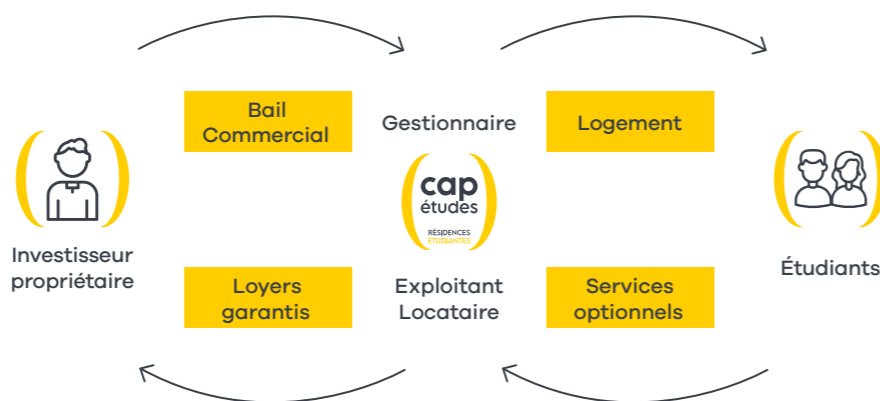 Bail
Commercial
Gestionnaire
Logement
cap
études
RÉSIDENCES
ÉTUDIANTES
Investisseur
propriétaire
Loyers
garantis
Exploitant
Locataire
Services
optionnels
Étudiants